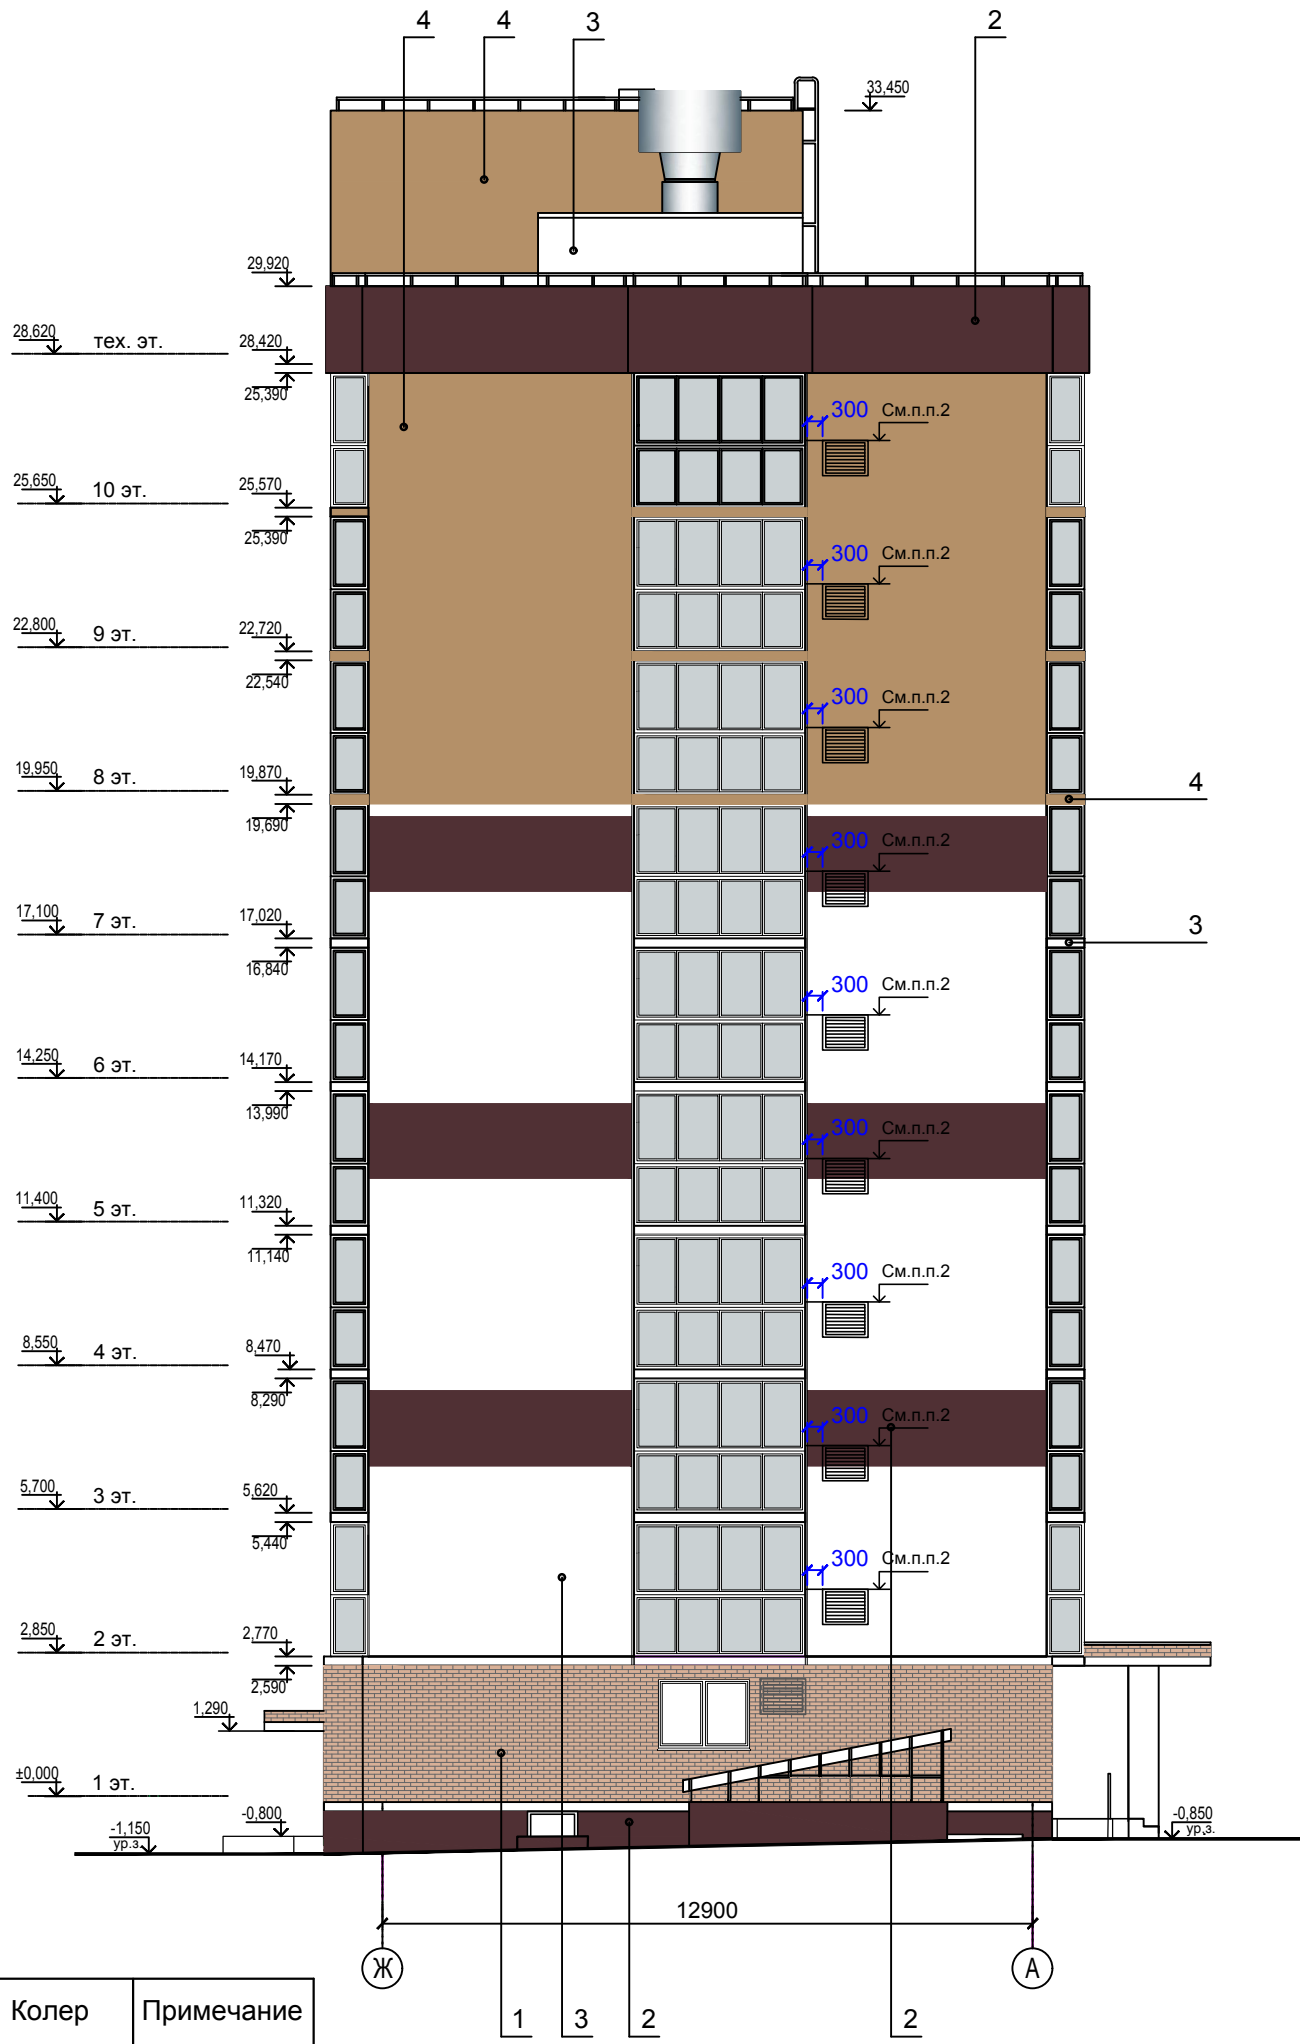 4 4 3 2
33,450
29,920
28,620 тех. эт. 28,420
25,390
300 См.п.п.2
25,650 10 эт. 25,570
25,390
300 См.п.п.2
22,800 9 эт. 22,720
22,540
300 См.п.п.2
19,950 8 эт. 19,870
4
19,690
300 См.п.п.2
17,100 7 эт. 17,020
3
16,840
300 См.п.п.2
14,250 6 эт. 14,170
13,990
300 См.п.п.2
11,400 5 эт. 11,320
11,140
300 См.п.п.2
8,550 4 эт. 8,470
8,290
300 См.п.п.2
5,700 3 эт. 5,620
5,440
300 См.п.п.2
2,850 2 эт. 2,770
2,590
1,290
±0,000 1 эт.
-0,800
-0,850
ур.з.
-1,150
ур.з.
12900
Ж А
Колер Примечание
1 3 2 2